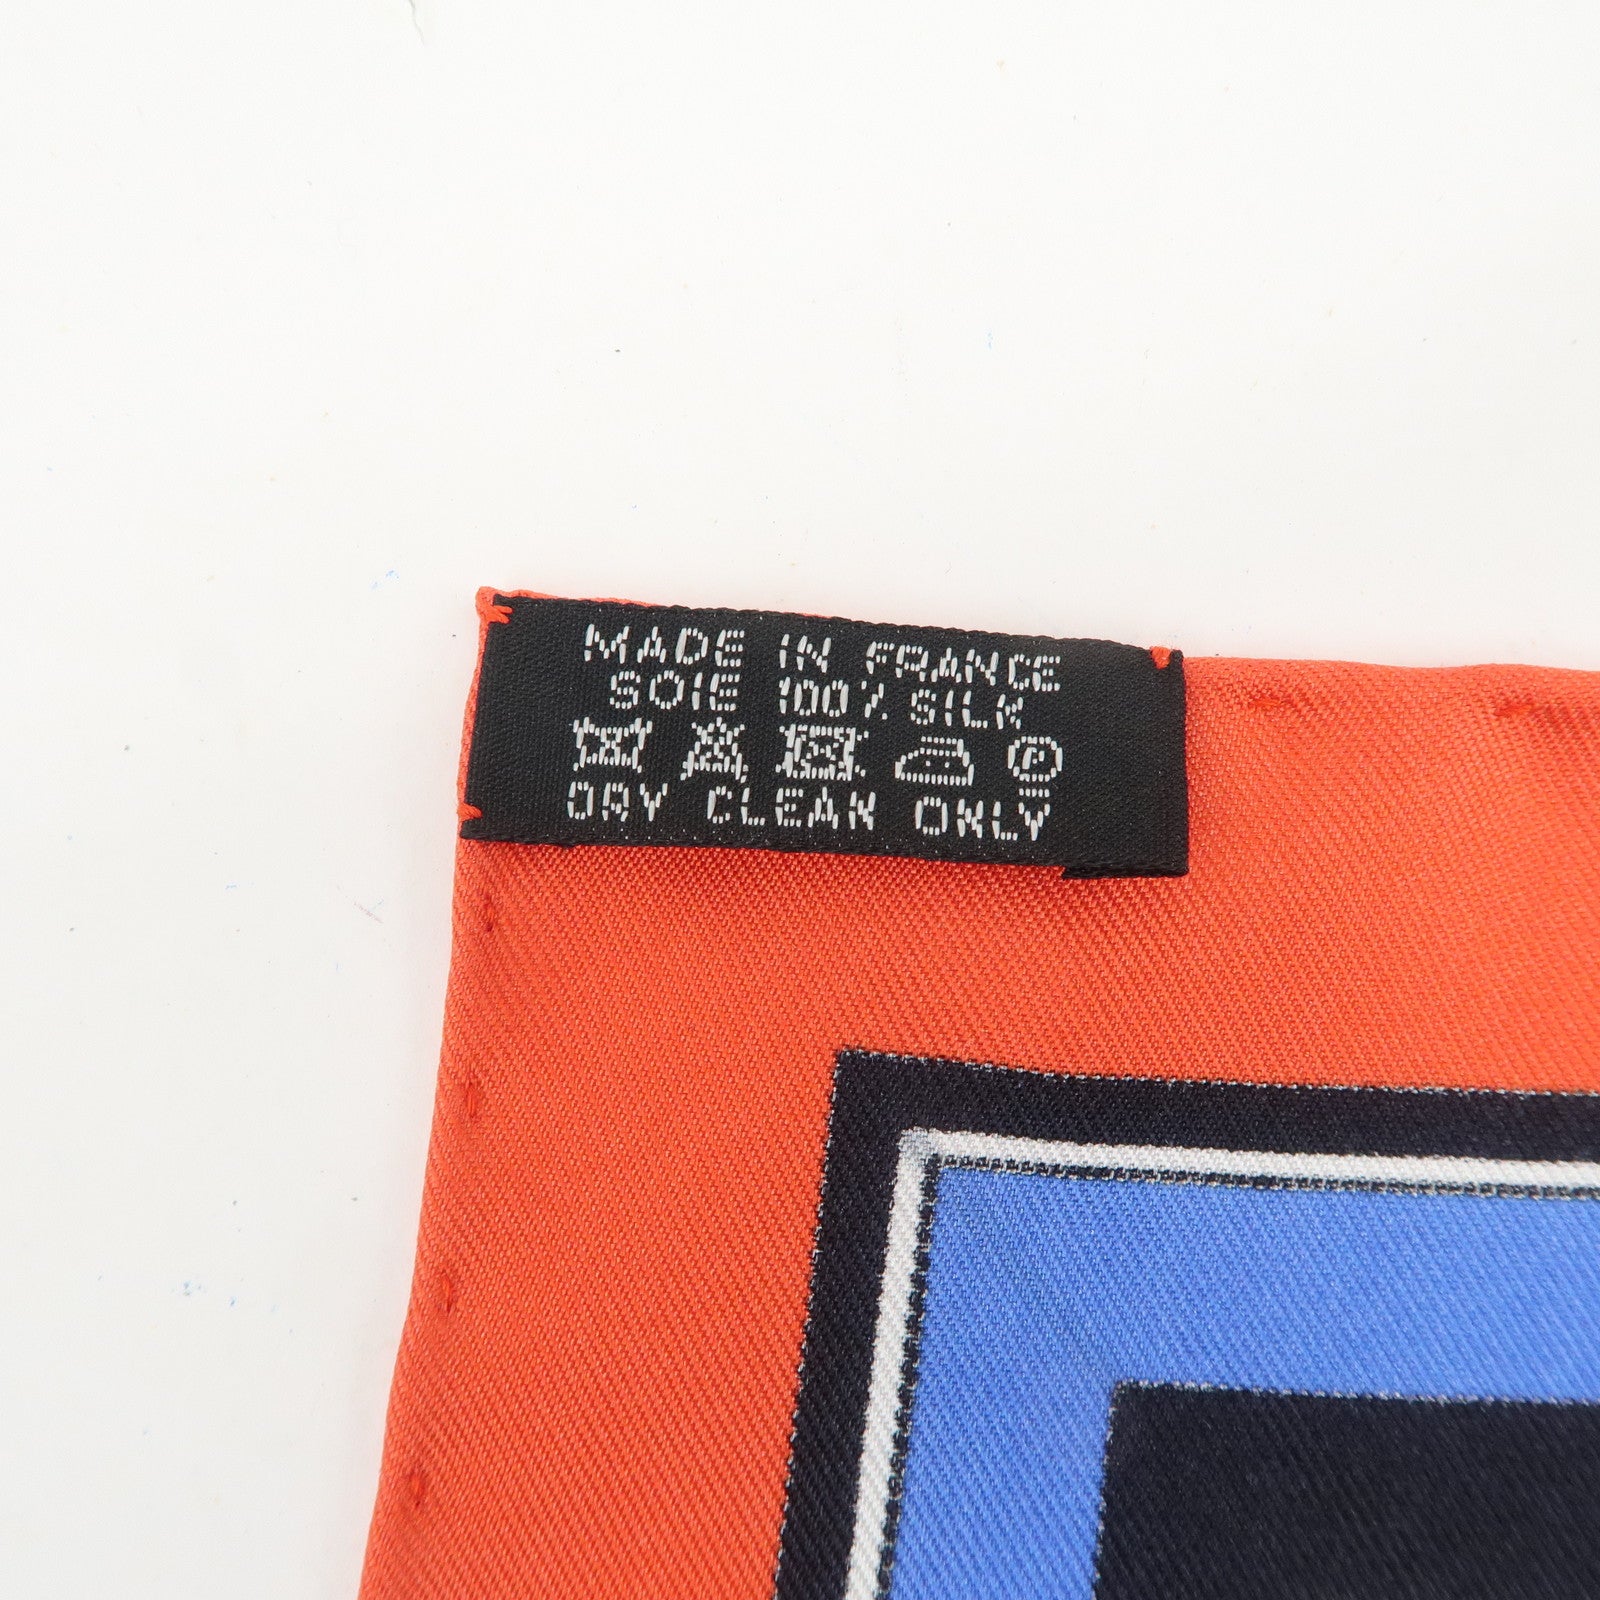 MADE IN FRANCE
SOIE 100% SILK
P
DRY CLEAN ONLY